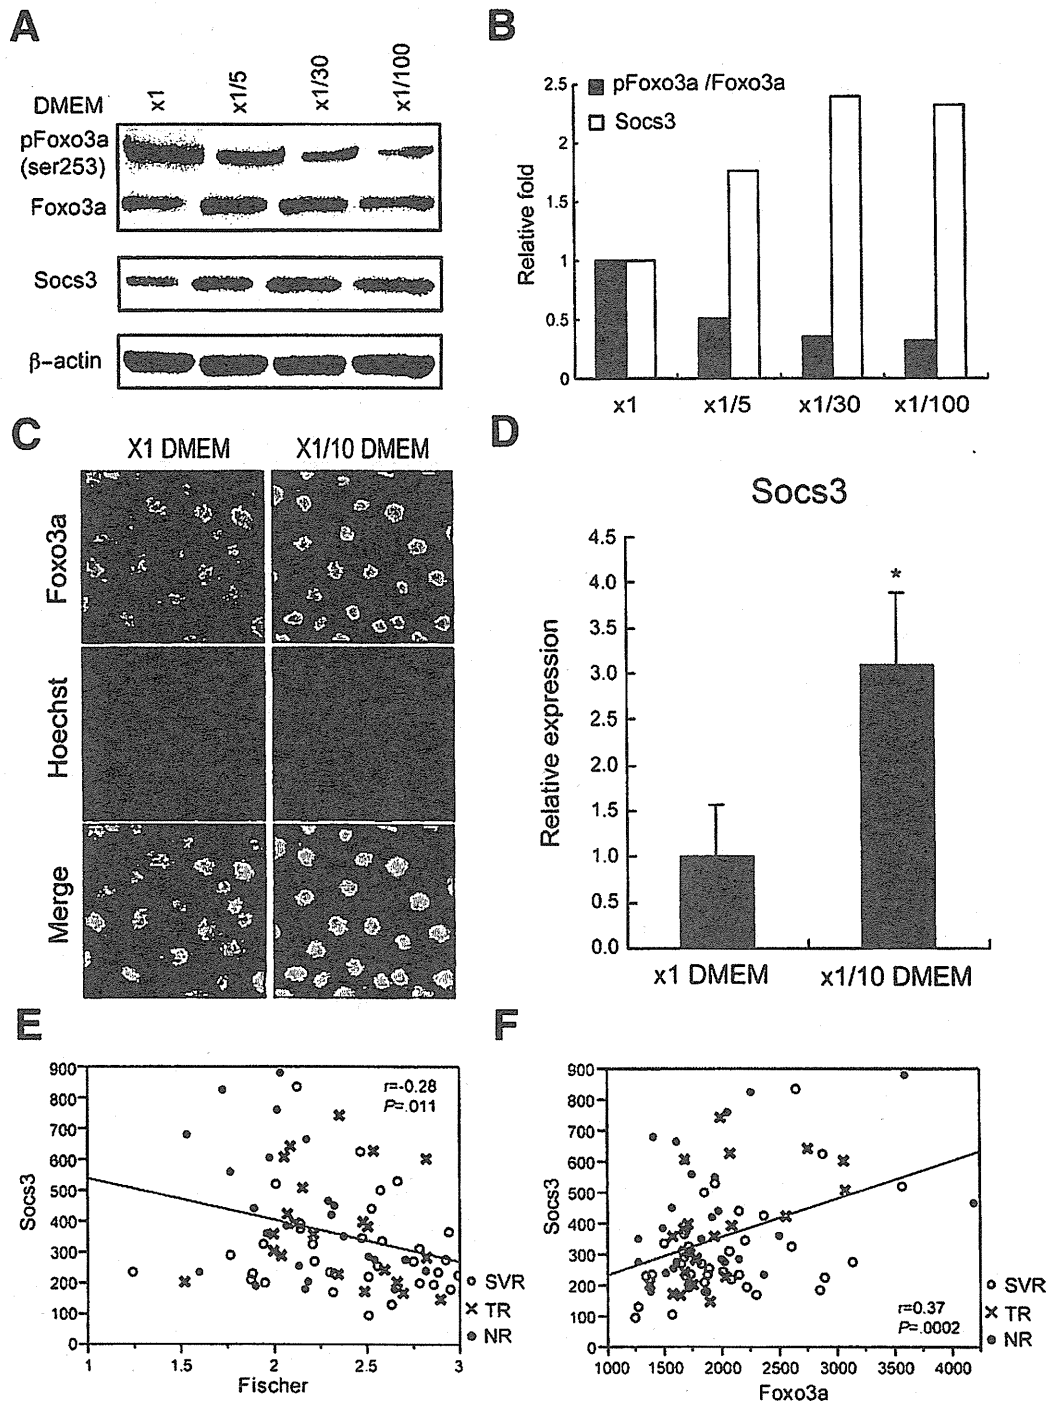 A
DMEM x1 x1/5 x1/30 x1/100
pFoxo3a
(ser253)
Foxo3a
Socs3
β-actin
B
pFoxo3a /Foxo3a
Socs3
Relative fold
2.5
2
1.5
1
0.5
0
x1 x1/5 x1/30 x1/100
C
X1 DMEM X1/10 DMEM
Foxo3a
Hoechst
Merge
D
Socs3
Relative expression
4.5
4.0
3.5
3.0
2.5
2.0
1.5
1.0
0.5
0.0
*
x1 DMEM x1/10 DMEM
E
Socs3
900
800
700
600
500
400
300
200
100
0
r=-0.28
P=.011
SVR
TR
NR
1 1.5 2 2.5 3
Fischer
F
Socs3
900
800
700
600
500
400
300
200
100
0
r=0.37
P=.0002
SVR
TR
NR
1000 1500 2000 2500 3000 3500 4000
Foxo3a